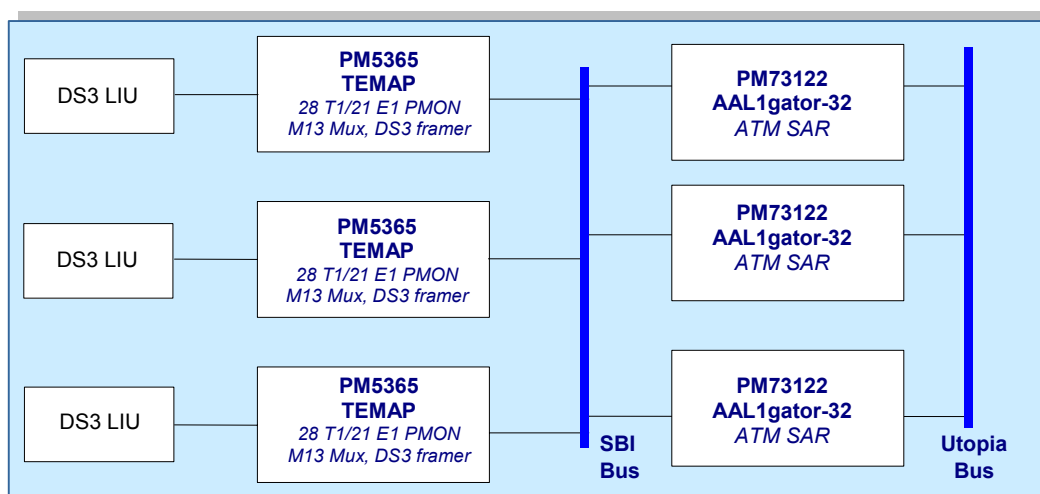 DS3 LIU
PM5365
TEMAP
28 T1/21 E1 PMON
M13 Mux, DS3 framer
PM73122
AAL1gator-32
ATM SAR
DS3 LIU
PM5365
TEMAP
28 T1/21 E1 PMON
M13 Mux, DS3 framer
PM73122
AAL1gator-32
ATM SAR
DS3 LIU
PM5365
TEMAP
28 T1/21 E1 PMON
M13 Mux, DS3 framer
PM73122
AAL1gator-32
ATM SAR
SBI
Bus
Utopia
Bus